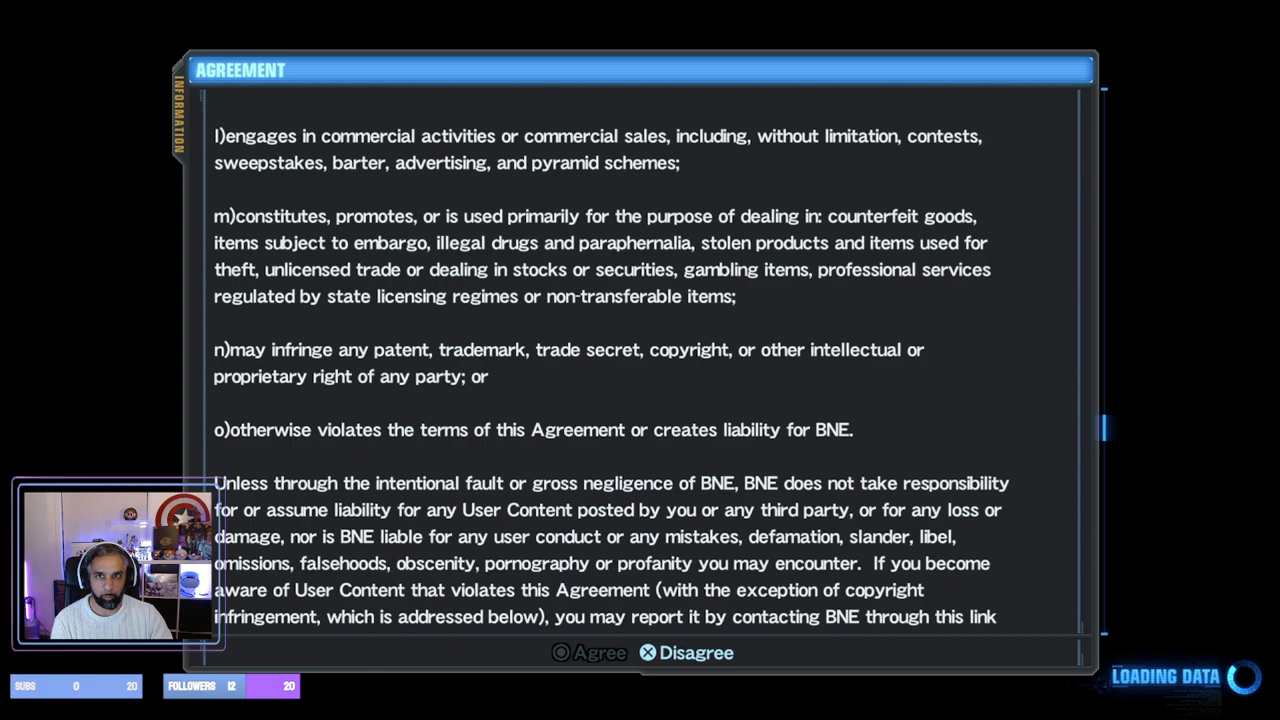 AGREEMENT
INFORMATION
l)engages in commercial activities or commercial sales, including, without limitation, contests,
sweepstakes, barter, advertising, and pyramid schemes;
m)constitutes, promotes, or is used primarily for the purpose of dealing in: counterfeit goods,
items subject to embargo, illegal drugs and paraphernalia, stolen products and items used for
theft, unlicensed trade or dealing in stocks or securities, gambling items, professional services
regulated by state licensing regimes or non-transferable items;
n)may infringe any patent, trademark, trade secret, copyright, or other intellectual or
proprietary right of any party; or
o)otherwise violates the terms of this Agreement or creates liability for BNE.
Unless through the intentional fault or gross negligence of BNE, BNE does not take responsibility
for or assume liability for any User Content posted by you or any third party, or for any loss or
damage, nor is BNE liable for any user conduct or any mistakes, defamation, slander, libel,
omissions, falsehoods, obscenity, pornography or profanity you may encounter. If you become
aware of User Content that violates this Agreement (with the exception of copyright
infringement, which is addressed below), you may report it by contacting BNE through this link
Agree Disagree
SUBS 0 20
FOLLOWERS 12 20
LOADING DATA